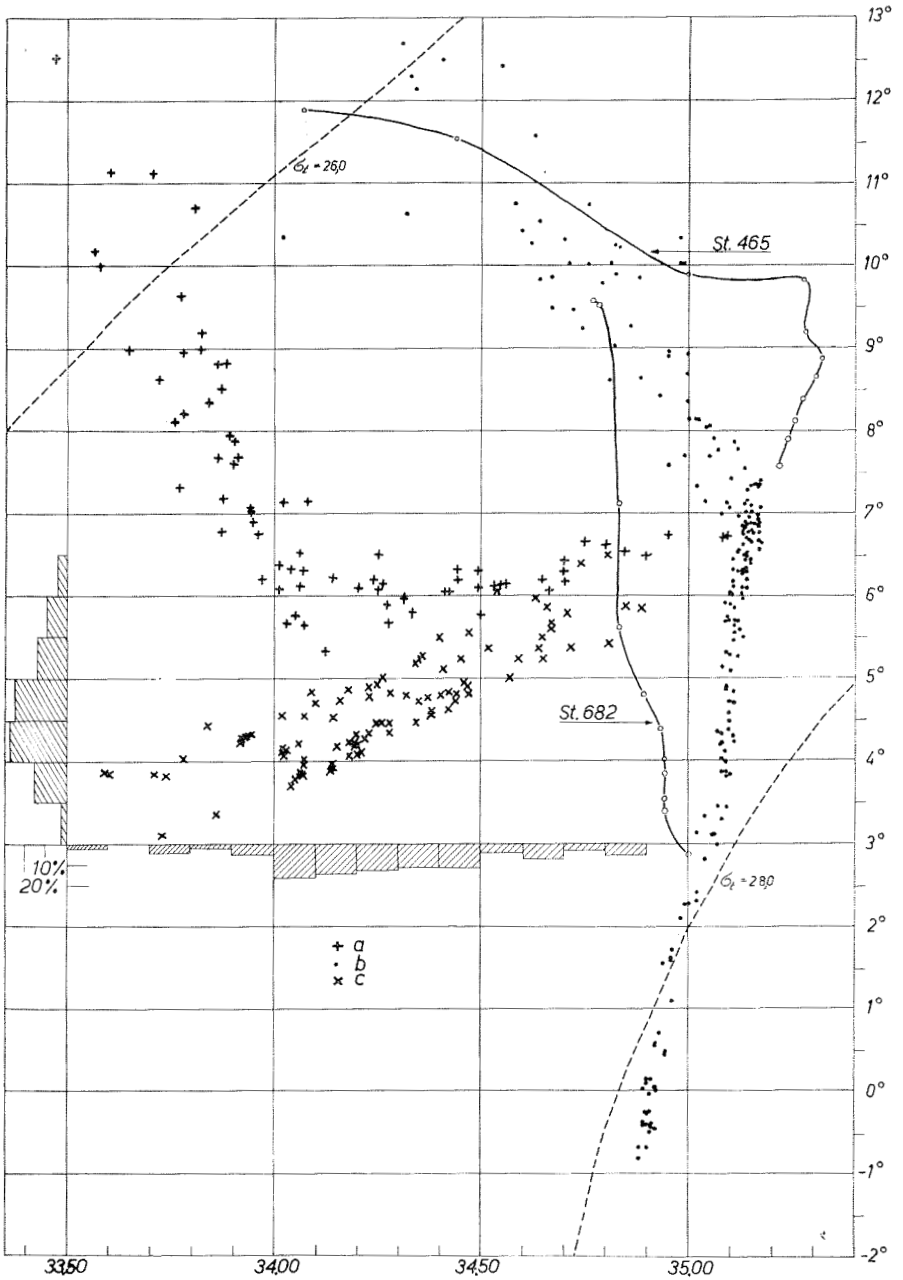 13°
12°
σt = 26,0
11°
St. 465
10°
9°
8°
7°
6°
5°
St. 682
4°
3°
10%
20%
σt = 28,0
2°
+ a
• b
× c
1°
0°
-1°
-2°
33,50 34,00 34,50 35,00